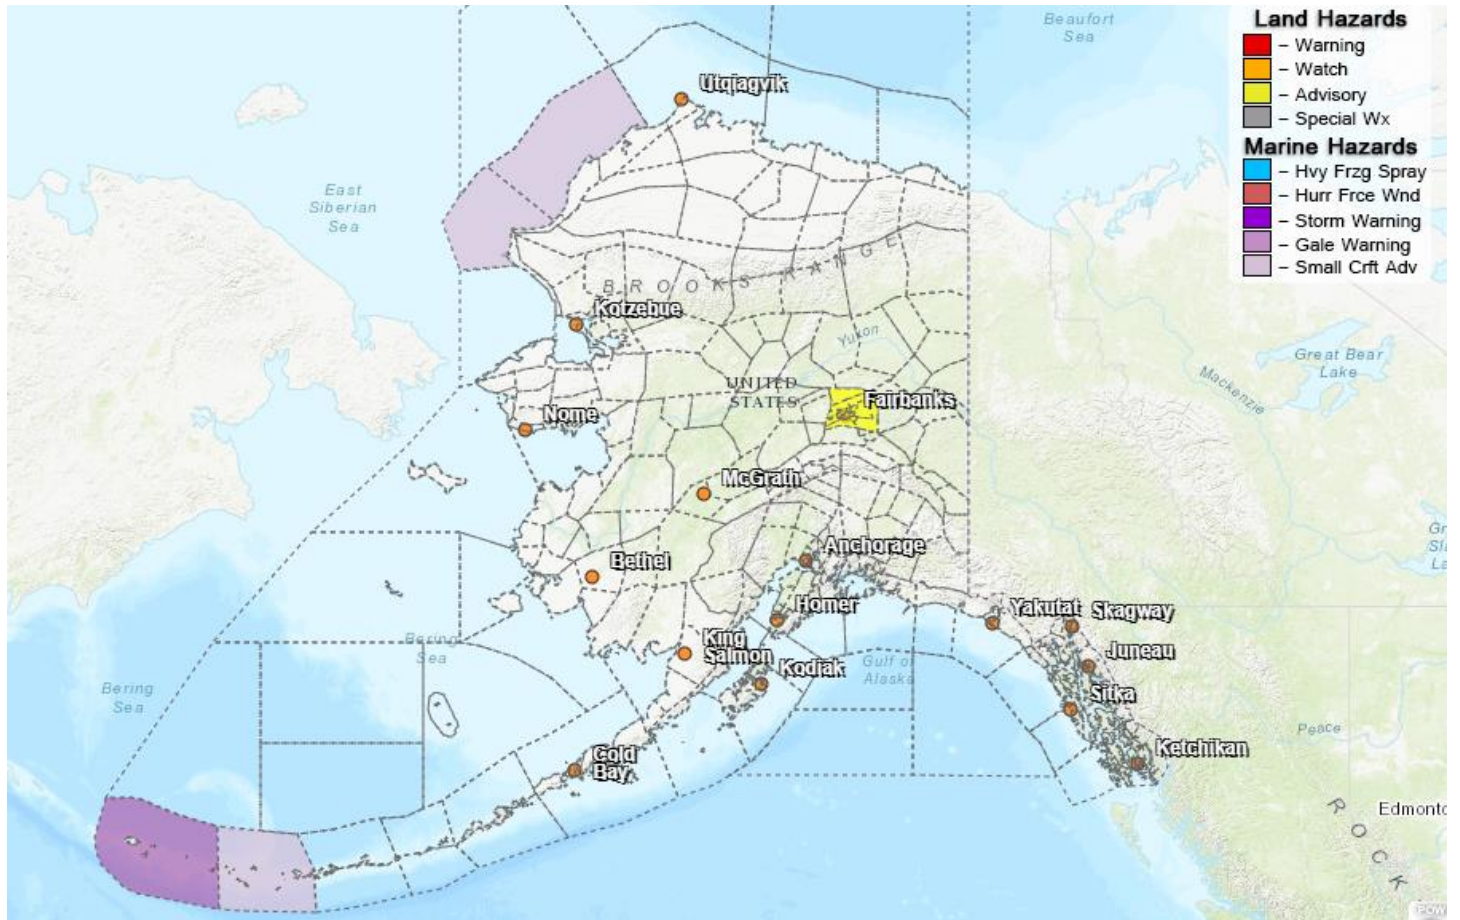 Land Hazards
– Warning
– Watch
– Advisory
– Special Wx
Marine Hazards
– Hvy Frzg Spray
– Hurr Frce Wnd
– Storm Warning
– Gale Warning
– Small Crft Adv
Beaufort
Sea
Utqiagvik
East
Siberian
Sea
BROOKS RANGE
Kotzebue
Yukon
Great Bear
Lake
Mackenzie
UNITED
STATES
Fairbanks
Nome
McGrath
Anchorage
Bethel
Homer
Yakutat
Skagway
King
Salmon
Juneau
Bering
Sea
Kodiak
Gulf of
Alaska
Sitka
Bering
Sea
Peace
Ketchikan
Cold
Bay
Edmonto
ROCK